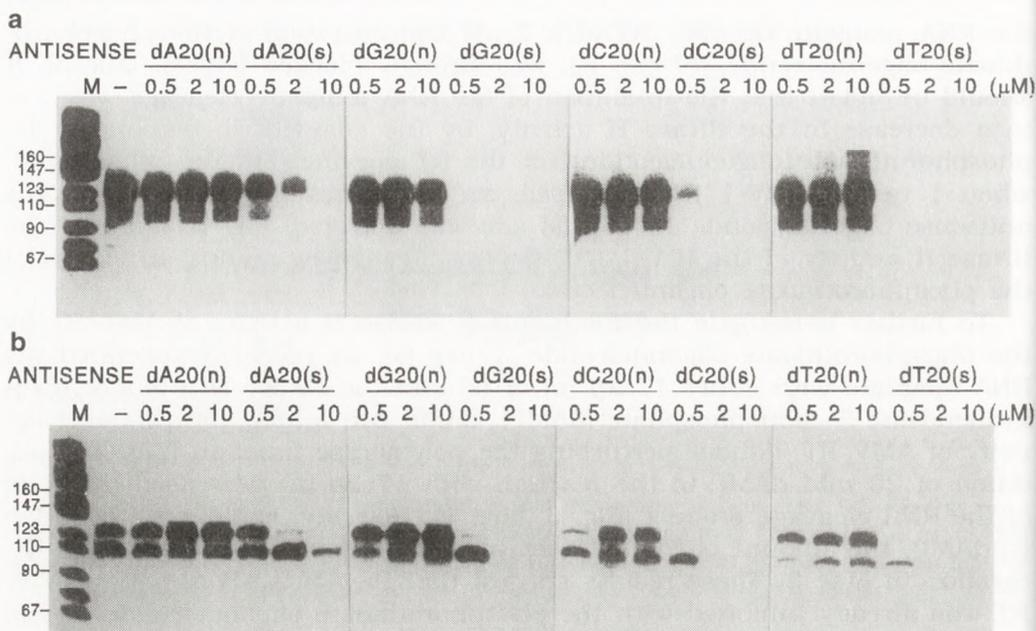 a
ANTISENSE dA20(n) dA20(s) dG20(n) dG20(s) dC20(n) dC20(s) dT20(n) dT20(s)
M – 0.5 2 10 0.5 2 10 0.5 2 10 0.5 2 10 0.5 2 10 0.5 2 10 0.5 2 10 0.5 2 10 (μM)
160–
147–
123–
110–
90–
67–
b
ANTISENSE dA20(n) dA20(s) dG20(n) dG20(s) dC20(n) dC20(s) dT20(n) dT20(s)
M – 0.5 2 10 0.5 2 10 0.5 2 10 0.5 2 10 0.5 2 10 0.5 2 10 0.5 2 10 0.5 2 10 (μM)
160–
147–
123–
110–
90–
67–